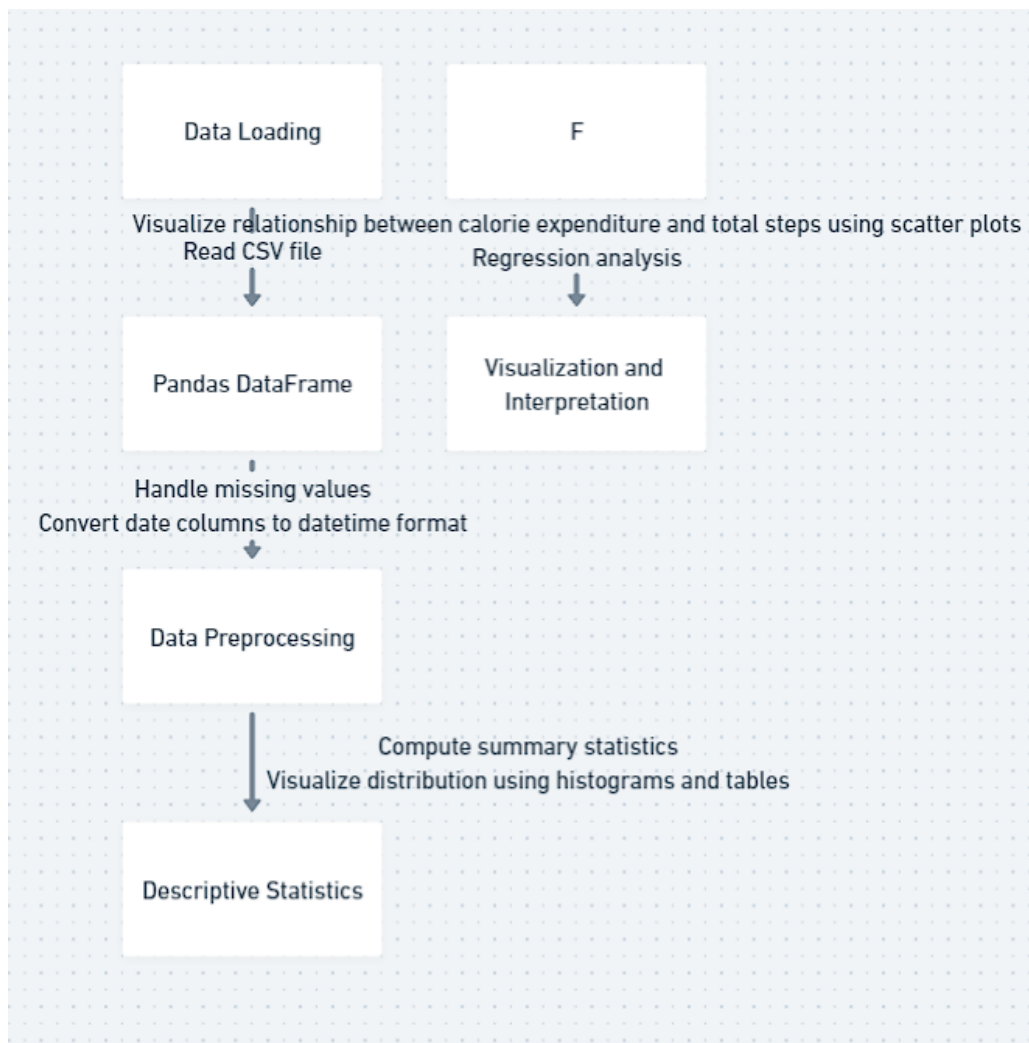 Data Loading
F
Visualize relationship between calorie expenditure and total steps using scatter plots
Read CSV file
Regression analysis
Pandas DataFrame
Visualization and
Interpretation
Handle missing values
Convert date columns to datetime format
Data Preprocessing
Compute summary statistics
Visualize distribution using histograms and tables
Descriptive Statistics